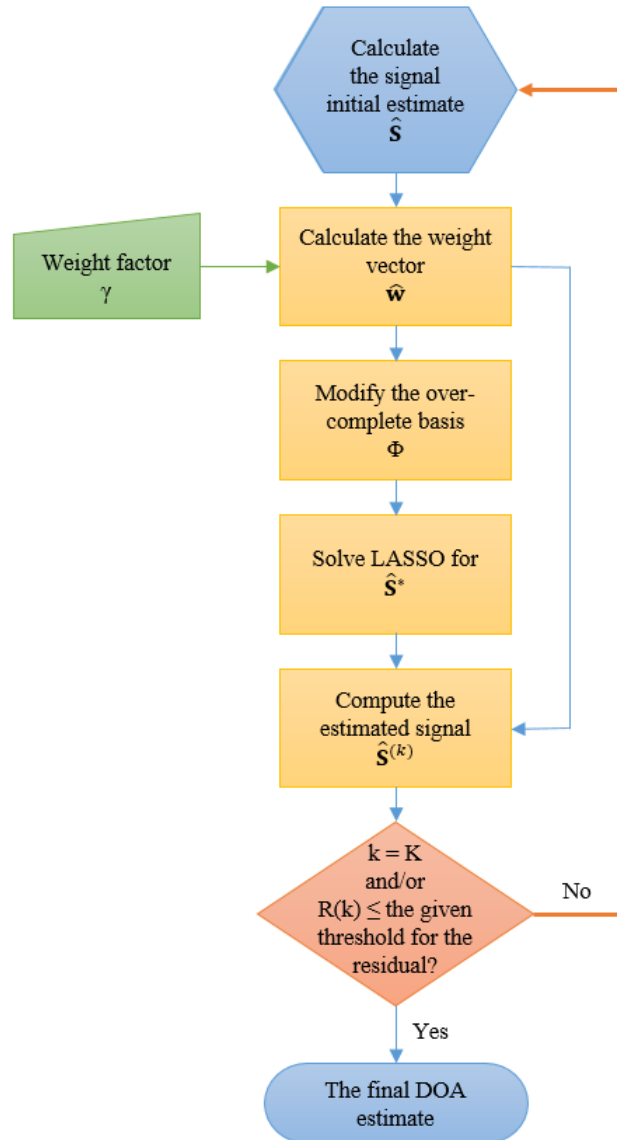 Calculate
the signal
initial estimate
Ŝ
Weight factor
γ
Calculate the weight
vector
ŵ
Modify the over-
complete basis
Φ
Solve LASSO for
Ŝ*
Compute the
estimated signal
Ŝ⁽ᵏ⁾
k = K
and/or
R(k) ≤ the given
threshold for the
residual?
No
Yes
The final DOA
estimate